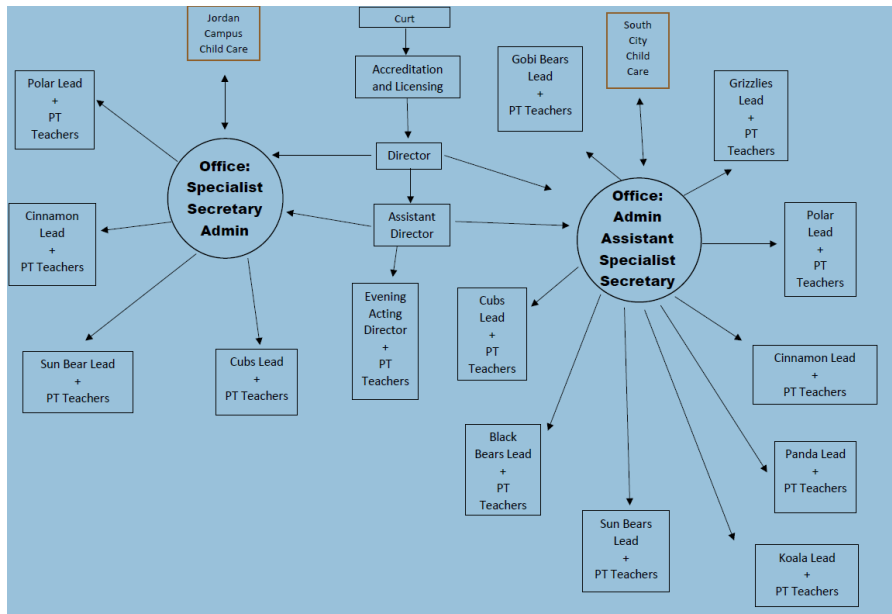 Jordan
Campus
Child Care
Curt
South
City
Child
Care
Accreditation
and Licensing
Gobi Bears
Lead
+
PT Teachers
Grizzlies
Lead
+
PT
Teachers
Polar Lead
+
PT
Teachers
Director
Office:
Specialist
Secretary
Admin
Office:
Admin
Assistant
Specialist
Secretary
Assistant
Director
Cinnamon
Lead
+
PT Teachers
Polar
Lead
+
PT
Teachers
Evening
Acting
Director
+
PT
Teachers
Cubs
Lead
+
PT
Teachers
Sun Bear Lead
+
PT Teachers
Cubs Lead
+
PT Teachers
Cinnamon Lead
+
PT Teachers
Black
Bears Lead
+
PT
Teachers
Panda Lead
+
PT Teachers
Sun Bears
Lead
+
PT Teachers
Koala Lead
+
PT Teachers